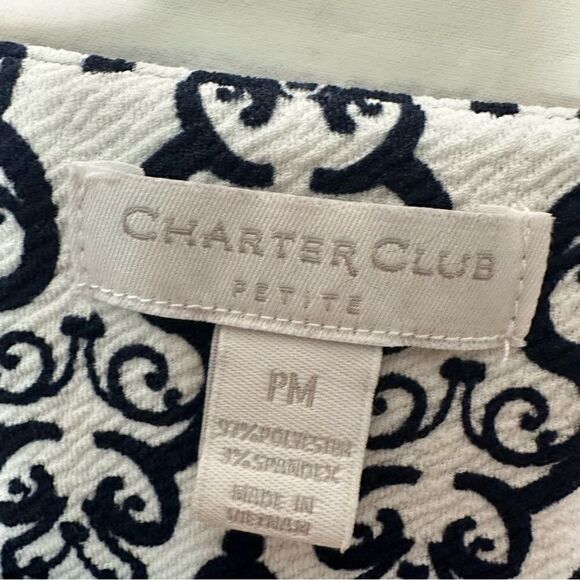 CHARTER CLUB
PETITE
PM
97%POLYESTER
3%SPANDEX
MADE IN
VIETNAM